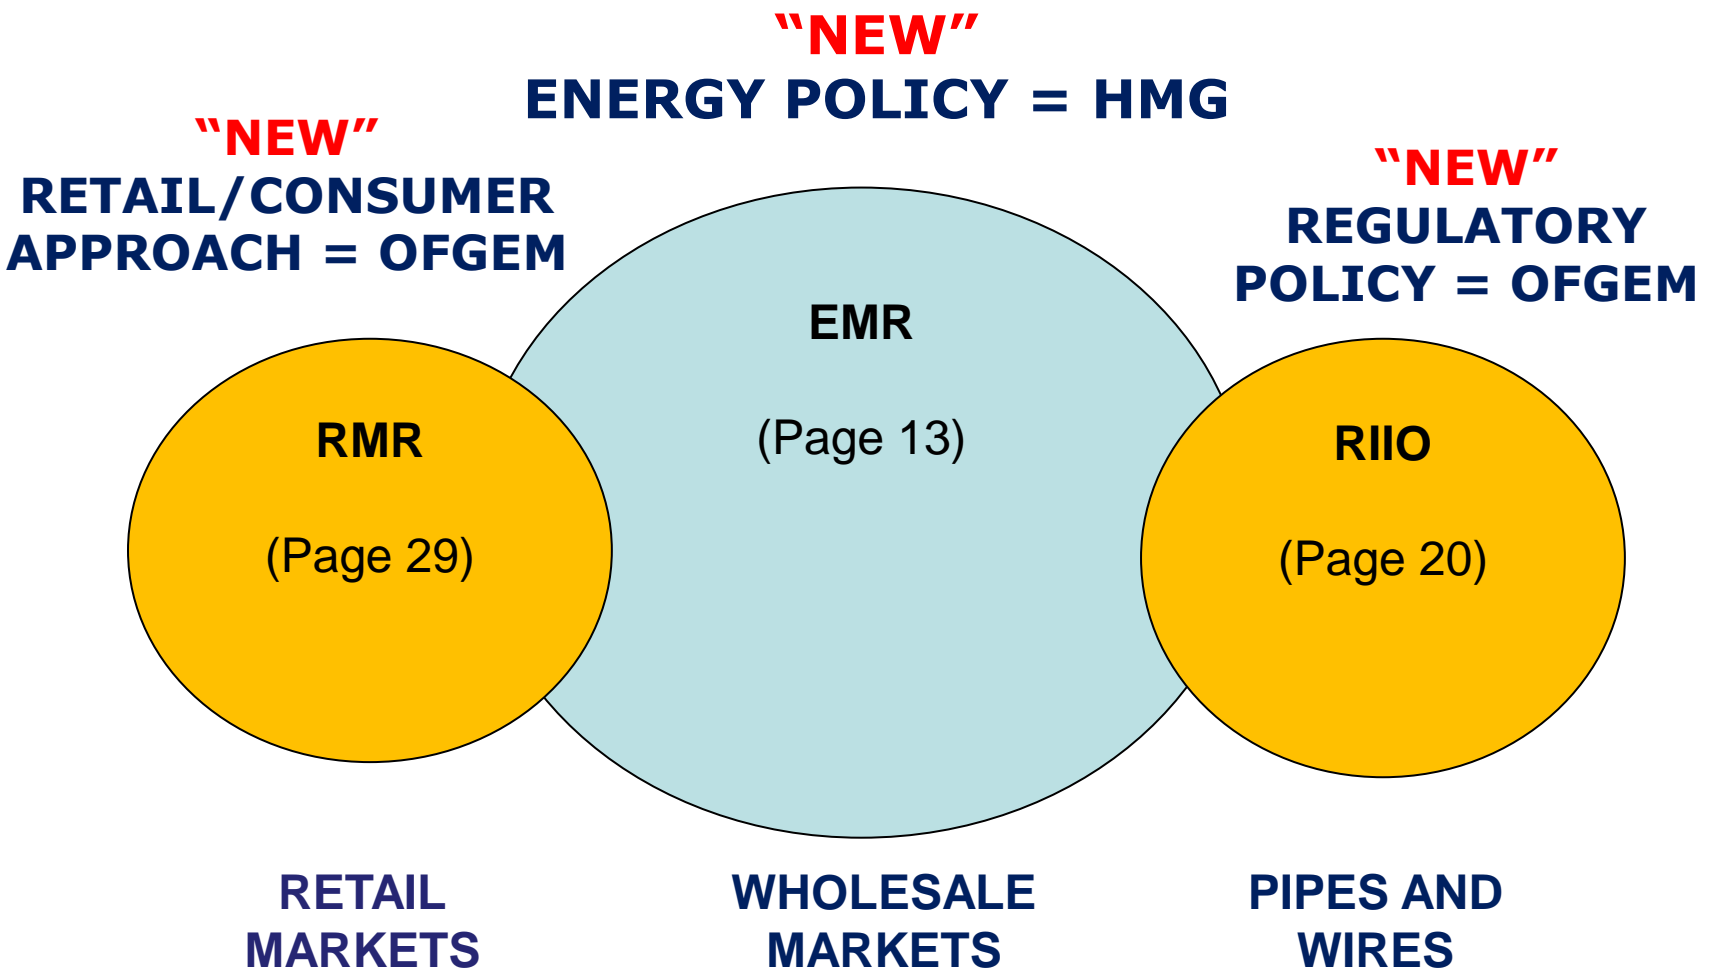 “NEW”
ENERGY POLICY = HMG
“NEW”
RETAIL/CONSUMER
APPROACH = OFGEM
“NEW”
REGULATORY
POLICY = OFGEM
EMR
(Page 13)
RMR
(Page 29)
RIIO
(Page 20)
RETAIL
MARKETS
WHOLESALE
MARKETS
PIPES AND
WIRES